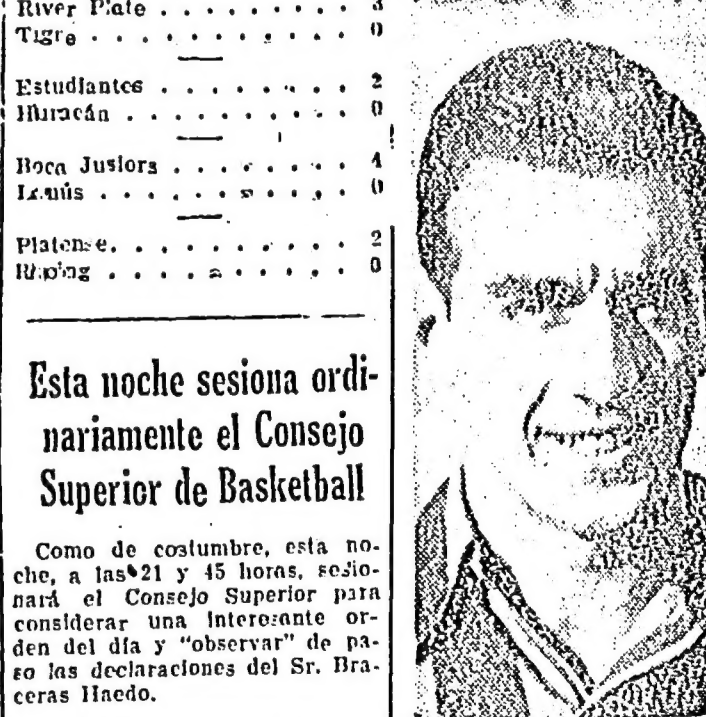 River Plate . . . . . . . . . 3
Tigre . . . . . . . . . . . 0
Estudiantes . . . . . . . . 2
Huracán . . . . . . . . . . 0
Boca Juniors . . . . . . . . 4
Lanús . . . . . . . . . . . 0
Platense. . . . . . . . . . 2
. . . . . . . . . . 0
Esta noche sesiona ordi-
nariamente el Consejo
Superior de Basketball
Como de costumbre, esta no-
che, a las 21 y 45 horas, sesio-
nará el Consejo Superior para
considerar una interesante or-
den del día y "observar" de pa-
so las declaraciones del Sr. Bra-
ceras Haedo.